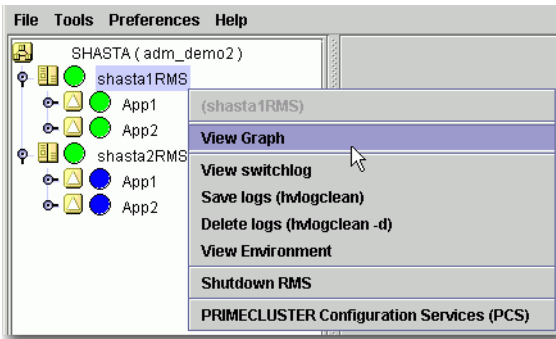 File Tools Preferences Help
SHASTA ( adm_demo2 )
shasta1RMS
App1
App2
shasta2RMS
App1
App2
(shasta1RMS)
View Graph
View switchlog
Save logs (hvlogclean)
Delete logs (hvlogclean -d)
View Environment
Shutdown RMS
PRIMECLUSTER Configuration Services (PCS)